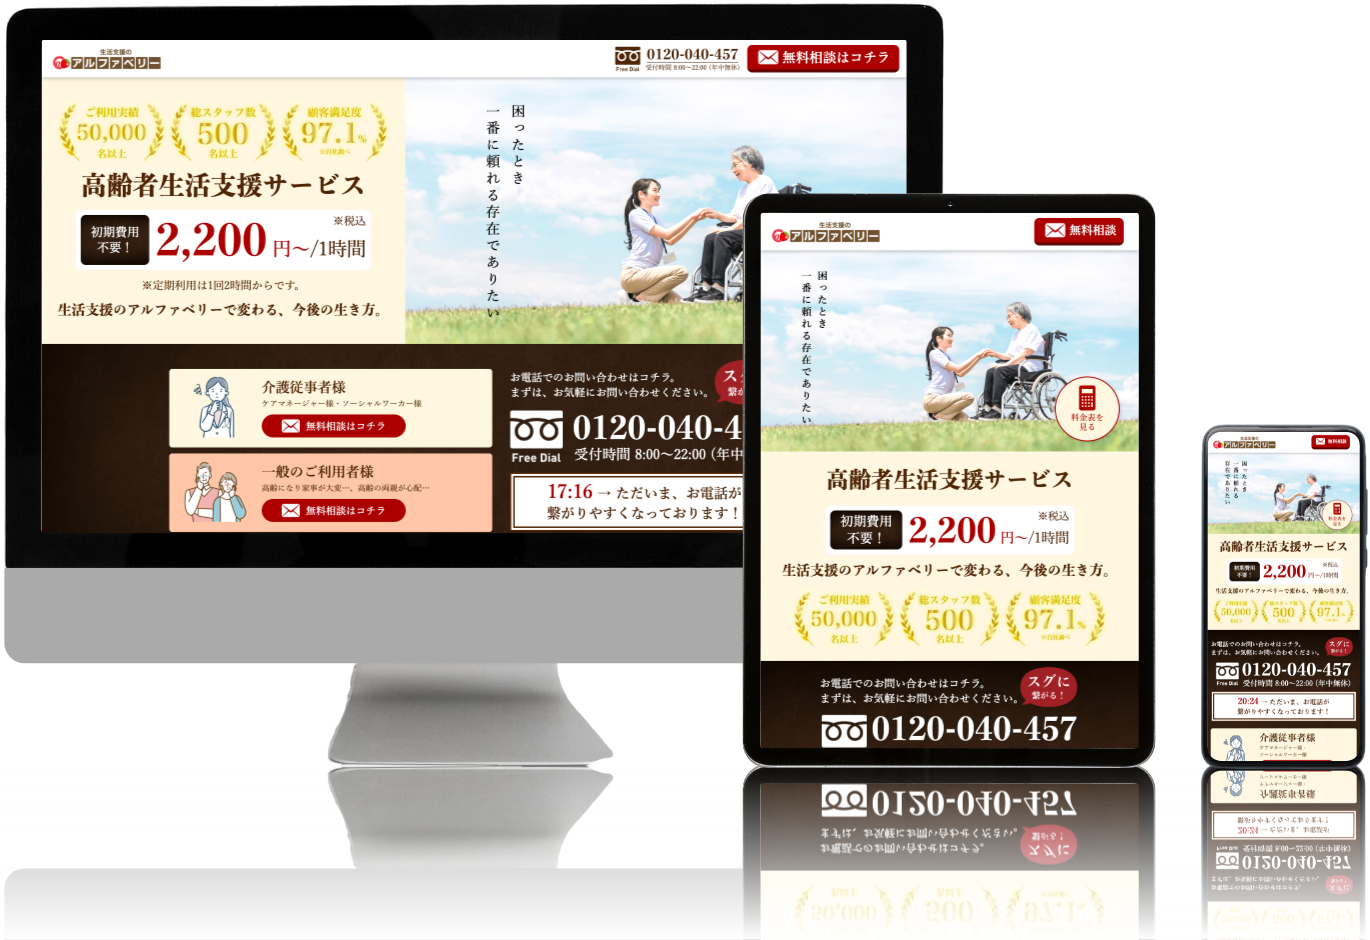 生活支援の
アルファベリー
Free Dial
0120-040-457
受付時間 8:00～22:00 (年中無休)
無料相談はコチラ
ご利用実績
50,000
名以上
総スタッフ数
500
名以上
顧客満足度
97.1%
※自社調べ
高齢者生活支援サービス
初期費用
不要！
※税込
2,200 円～/1時間
※定期利用は1回2時間からです。
生活支援のアルファベリーで変わる、今後の生き方。
困ったとき
一番に頼れる存在でありたい
介護従事者様
ケアマネージャー様・ソーシャルワーカー様
無料相談はコチラ
一般のご利用者様
高齢になり家事が大変…、高齢の両親が心配…
無料相談はコチラ
お電話でのお問い合わせはコチラ。
まずは、お気軽にお問い合わせください。
スグ
繋が
Free Dial
0120-040-4
受付時間 8:00～22:00 (年中
17:16 → ただいま、お電話が
繋がりやすくなっております！
生活支援の
アルファベリー
無料相談
困ったとき
一番に頼れる存在でありたい
料金表を
見る
高齢者生活支援サービス
初期費用
不要！
※税込
2,200 円～/1時間
生活支援のアルファベリーで変わる、今後の生き方。
ご利用実績
50,000
名以上
総スタッフ数
500
名以上
顧客満足度
97.1%
※自社調べ
お電話でのお問い合わせはコチラ。
まずは、お気軽にお問い合わせください。
スグに
繋がる！
0120-040-457
生活支援の
アルファベリー
無料相談
困ったとき
一番に頼れる
存在でありたい
料金表を
見る
高齢者生活支援サービス
初期費用
不要！
※税込
2,200 円～/1時間
生活支援のアルファベリーで変わる、今後の生き方。
ご利用実績
50,000
名以上
総スタッフ数
500
名以上
顧客満足度
97.1%
お電話でのお問い合わせはコチラ。
まずは、お気軽にお問い合わせください。
スグに
繋がる！
Free Dial
0120-040-457
受付時間 8:00～22:00 (年中無休)
20:24 → ただいま、お電話が
繋がりやすくなっております！
介護従事者様
ケアマネージャー様・
ソーシャルワーカー様